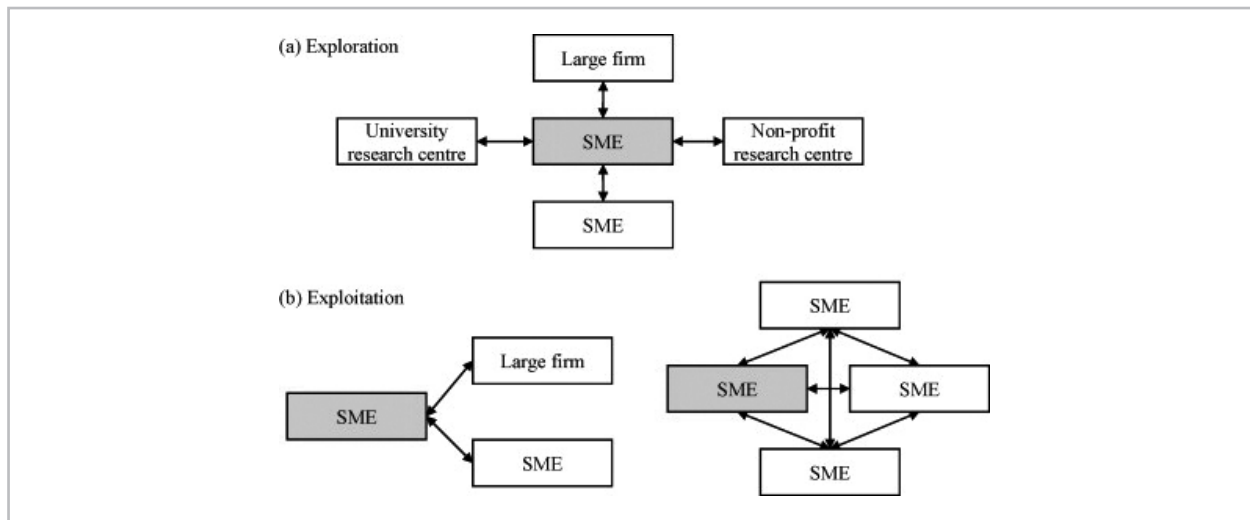 (a) Exploration
Large firm
University
research centre
SME
Non-profit
research centre
SME
(b) Exploitation
SME
Large firm
SME
SME
SME
SME
SME